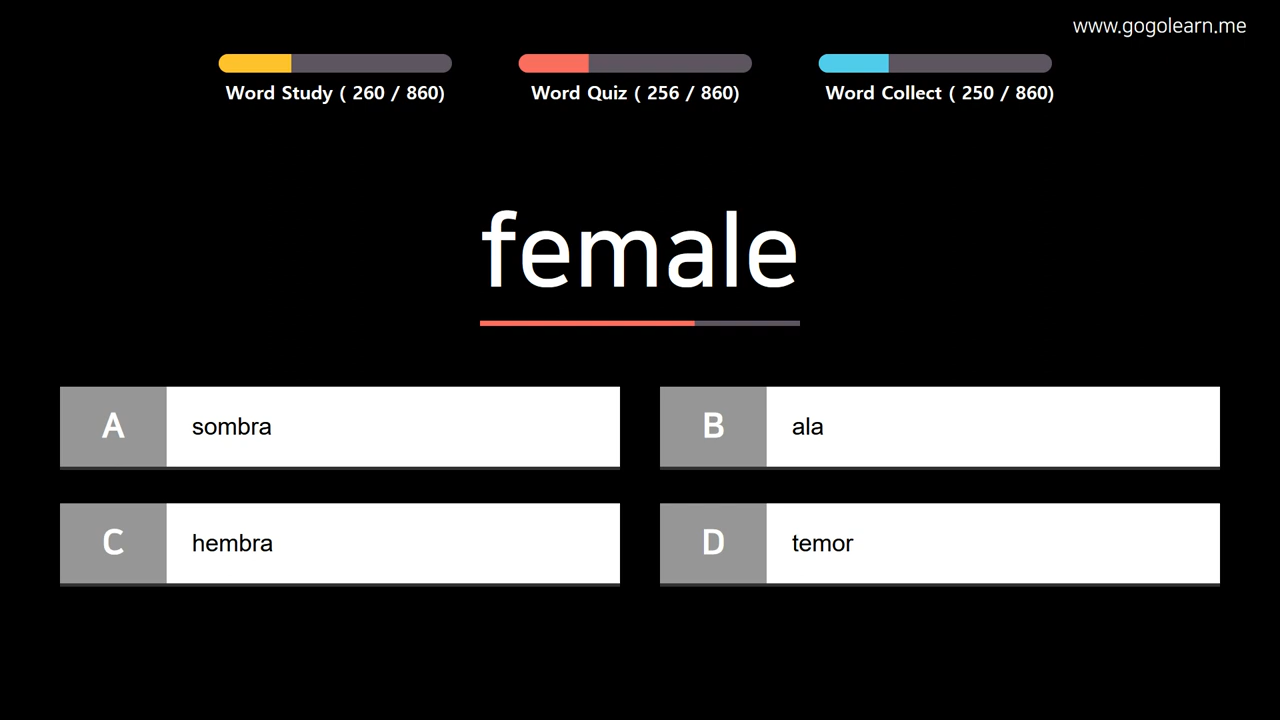 www.gogolearn.me
Word Study ( 260 / 860)
Word Quiz ( 256 / 860)
Word Collect ( 250 / 860)
female
A sombra
B ala
C hembra
D temor